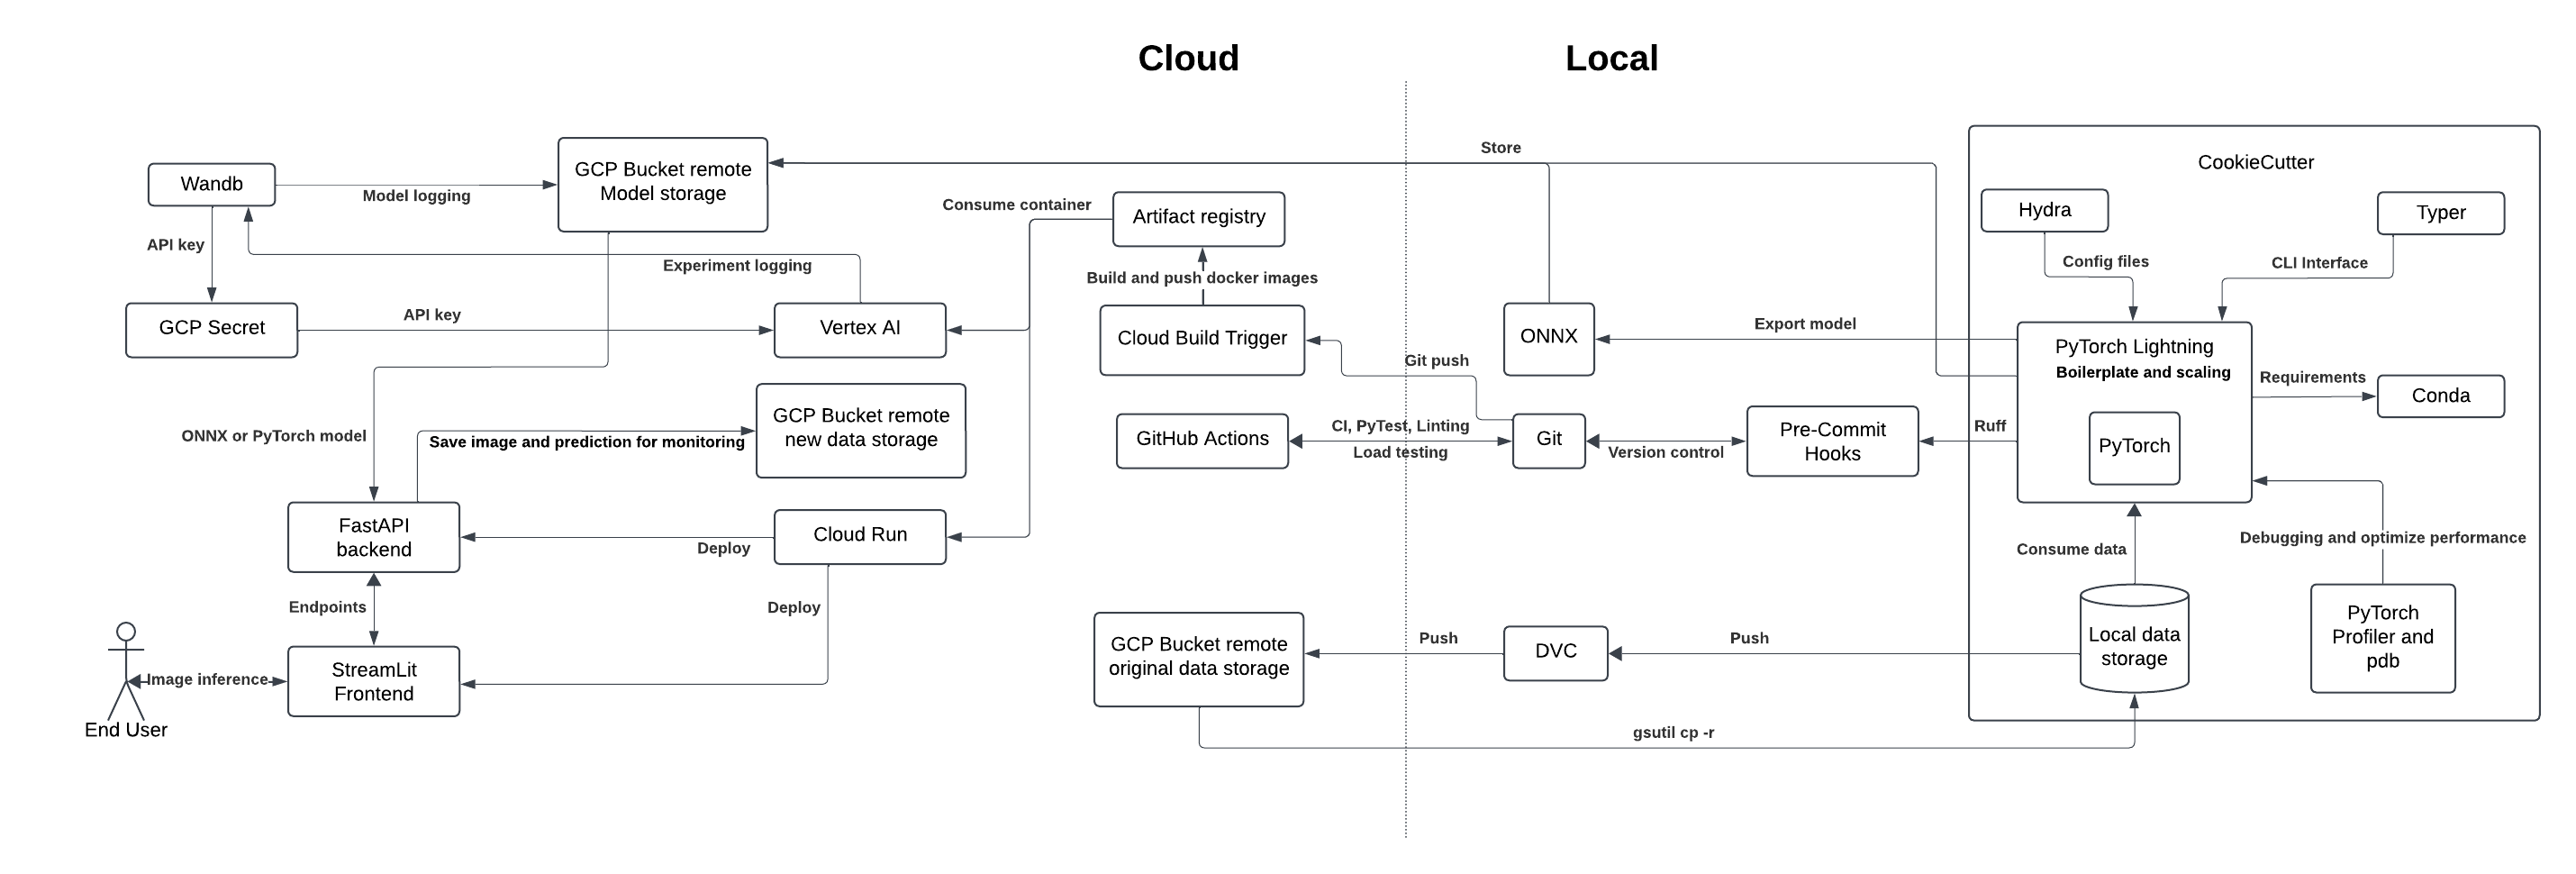 Cloud
Local
Store
CookieCutter
GCP Bucket remote
Model storage
Wandb
Model logging
Hydra
Typer
Consume container
Artifact registry
API key
Experiment logging
Build and push docker images
Config files
CLI Interface
GCP Secret
API key
Vertex AI
Cloud Build Trigger
ONNX
Export model
PyTorch Lightning
Boilerplate and scaling
Git push
Requirements
Conda
GCP Bucket remote
new data storage
ONNX or PyTorch model
Save image and prediction for monitoring
GitHub Actions
CI, PyTest, Linting
Load testing
Git
Version control
Pre-Commit
Hooks
Ruff
PyTorch
FastAPI
backend
Deploy
Cloud Run
Consume data
Debugging and optimize performance
Endpoints
Deploy
GCP Bucket remote
original data storage
Push
DVC
Push
Local data
storage
PyTorch
Profiler and
pdb
Image inference
StreamLit
Frontend
End User
gsutil cp -r